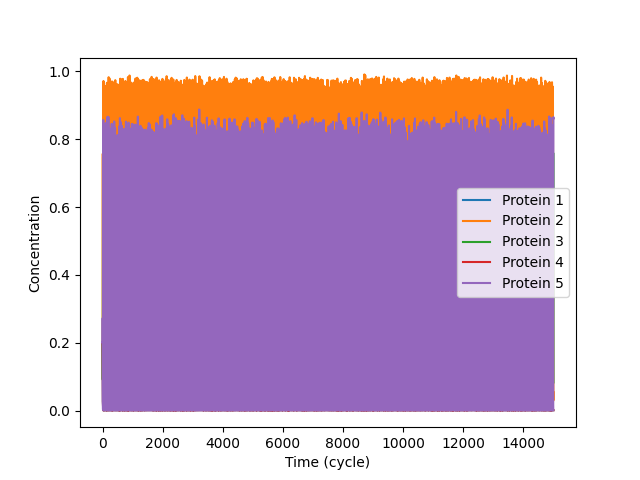 1.0
0.8
0.6
0.4
0.2
0.0
Concentration
Protein 1
Protein 2
Protein 3
Protein 4
Protein 5
0 2000 4000 6000 8000 10000 12000 14000
Time (cycle)